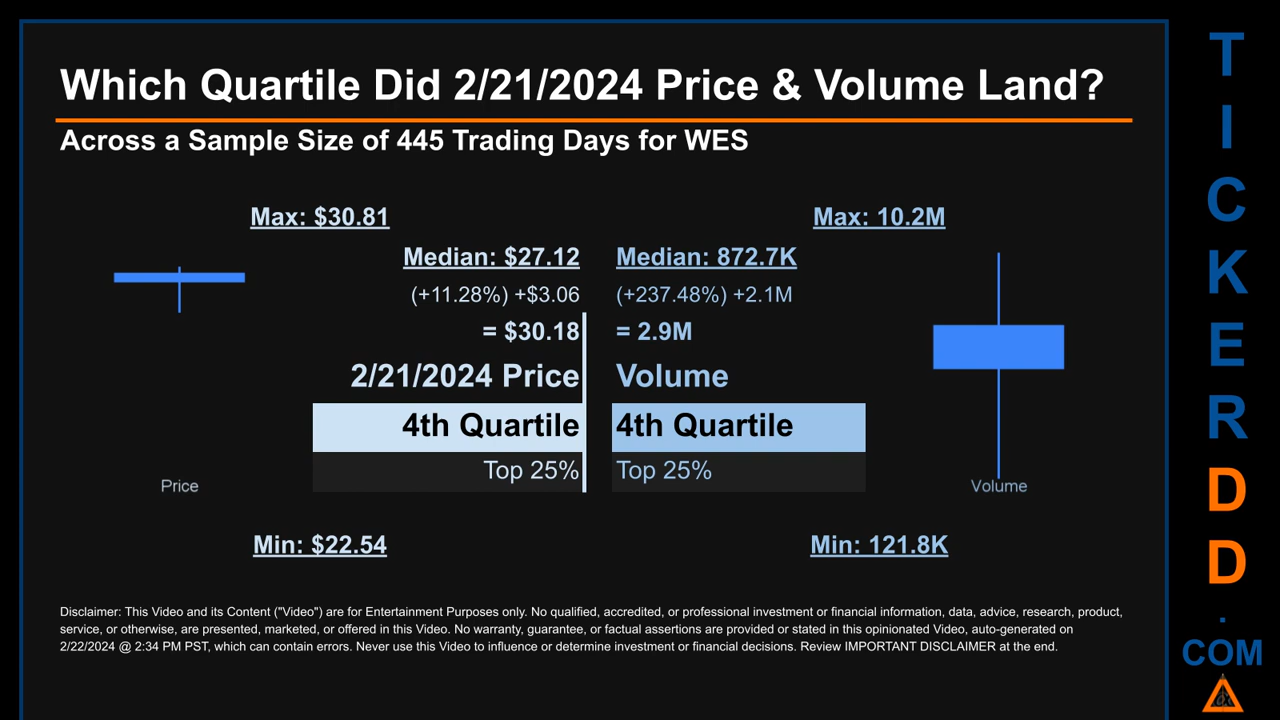 Which Quartile Did 2/21/2024 Price & Volume Land?
Across a Sample Size of 445 Trading Days for WES
Max: $30.81
Max: 10.2M
Median: $27.12
Median: 872.7K
(+11.28%) +$3.06
(+237.48%) +2.1M
= $30.18
= 2.9M
2/21/2024 Price
Volume
4th Quartile
4th Quartile
Top 25%
Top 25%
Price
Volume
Min: $22.54
Min: 121.8K
Disclaimer: This Video and its Content ("Video") are for Entertainment Purposes only. No qualified, accredited, or professional investment or financial information, data, advice, research, product,
service, or otherwise, are presented, marketed, or offered in this Video. No warranty, guarantee, or factual assertions are provided or stated in this opinionated Video, auto-generated on
2/22/2024 @ 2:34 PM PST, which can contain errors. Never use this Video to influence or determine investment or financial decisions. Review IMPORTANT DISCLAIMER at the end.
T
I
C
K
E
R
D
D
.
COM